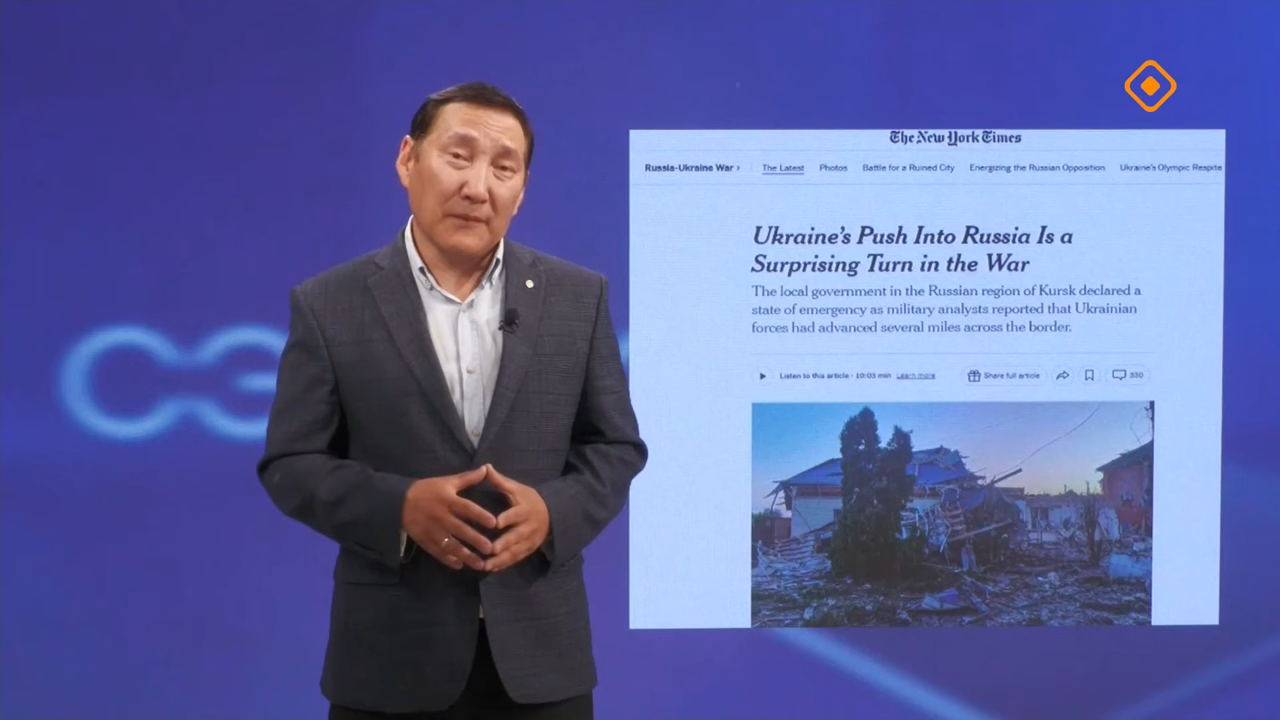 The New York Times
Russia-Ukraine War ›
The Latest
Photos
Battle for a Ruined City
Energizing the Russian Opposition
Ukraine's Olympic Respite
Ukraine's Push Into Russia Is a
Surprising Turn in the War
The local government in the Russian region of Kursk declared a
state of emergency as military analysts reported that Ukrainian
forces had advanced several miles across the border.
Listen to this article · 10:03 min Learn more
Share full article
330